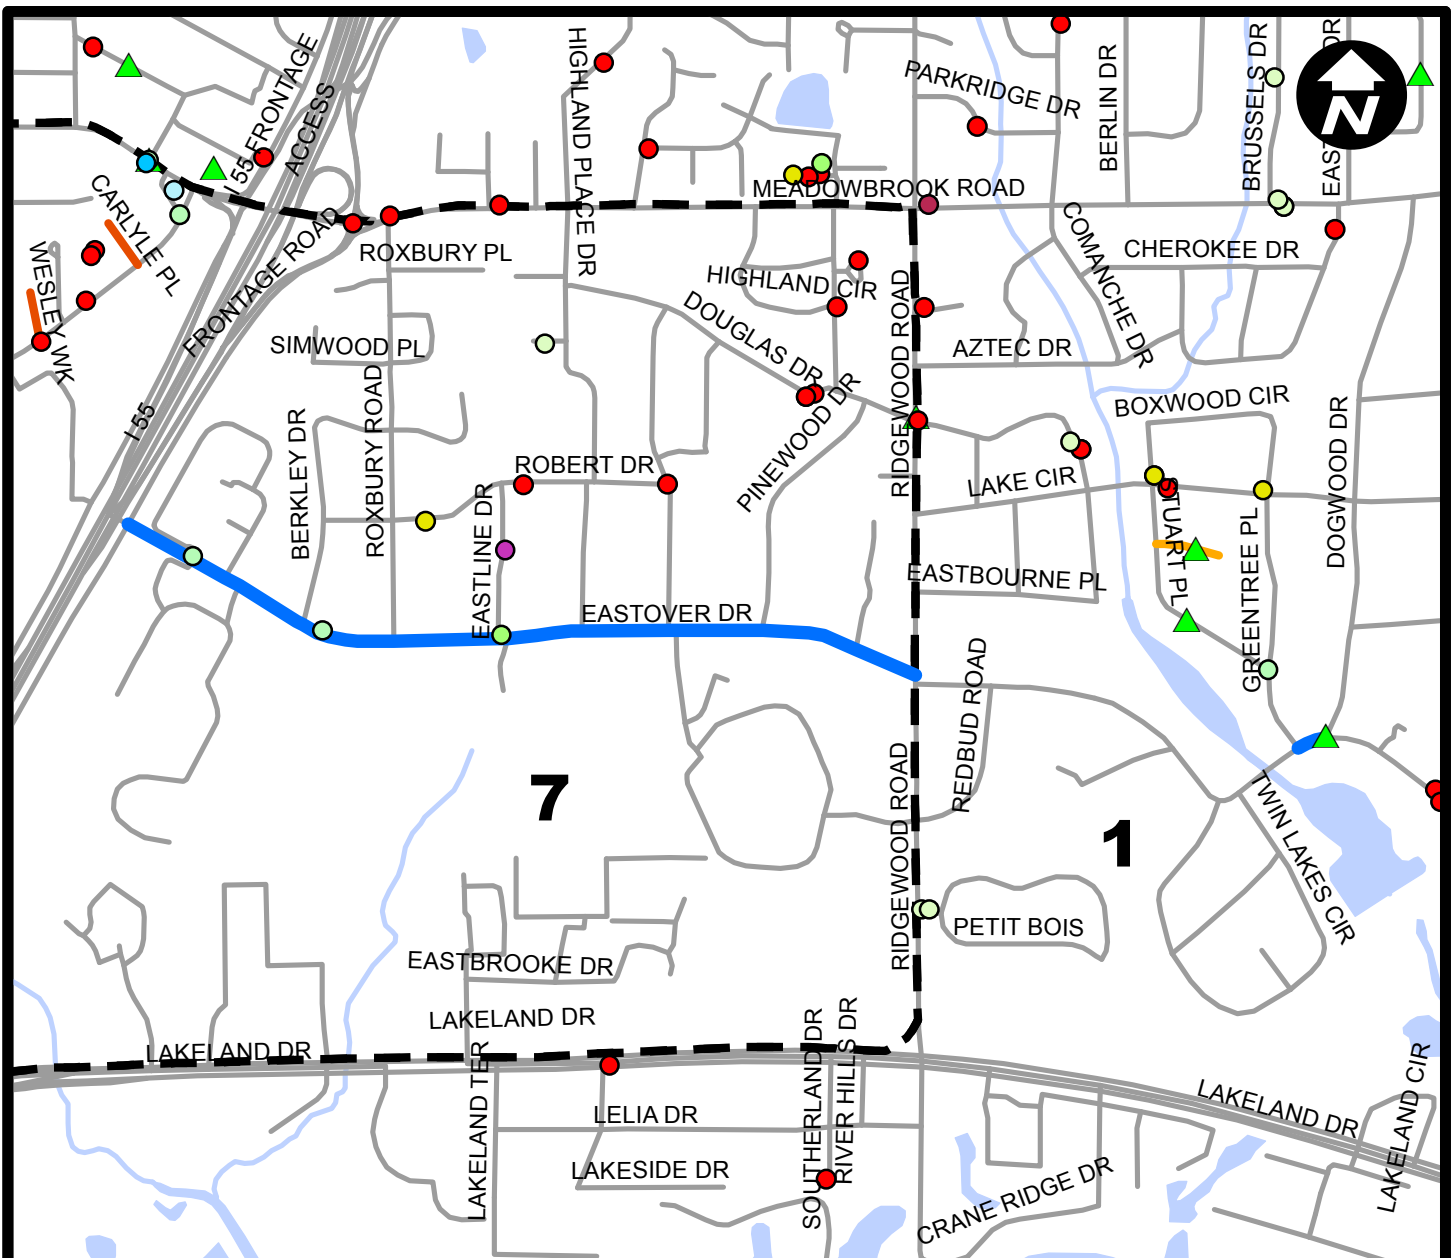 HIGHLAND PLACE DR
I 55 FRONTAGE
ACCESS
PARKRIDGE DR
BERLIN DR
BRUSSELS DR
N
MEADOWBROOK ROAD
CARLYLE PL
WESLEY WK
FRONTAGE ROAD
ROXBURY PL
HIGHLAND CIR
RIDGEWOOD ROAD
COMANCHE DR
CHEROKEE DR
DOUGLAS DR
SIMWOOD PL
AZTEC DR
I 55
BERKLEY DR
ROXBURY ROAD
PINEWOOD DR
BOXWOOD CIR
DOGWOOD DR
ROBERT DR
LAKE CIR
EASTLINE DR
STUART PL
GREENTREE PL
EASTBOURNE PL
EASTOVER DR
REDBUD ROAD
RIDGEWOOD ROAD
7
1
TWIN LAKES CIR
PETIT BOIS
EASTBROOKE DR
LAKELAND DR
LAKELAND DR
LAKELAND TER
SOUTHERLAND DR
RIVER HILLS DR
LAKELAND DR
LAKELAND CIR
LELIA DR
LAKESIDE DR
CRANE RIDGE DR